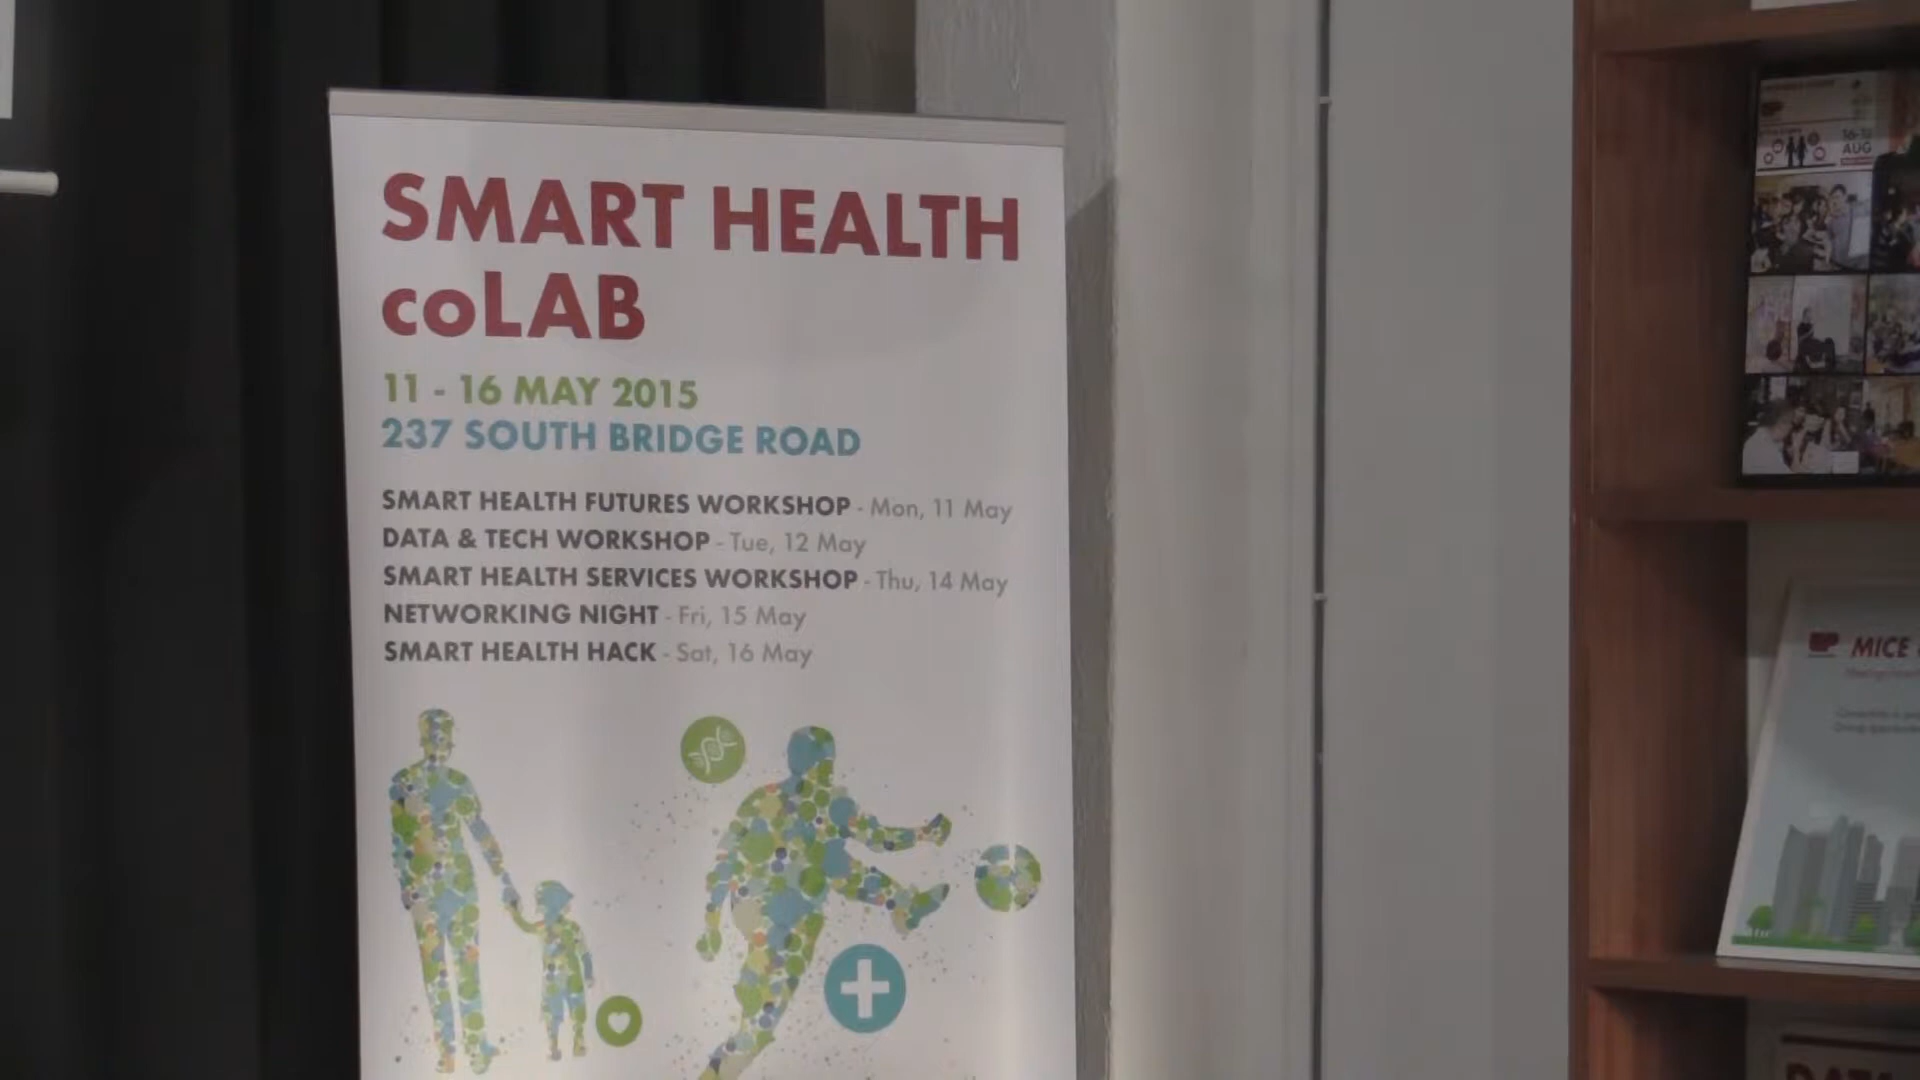 SMART HEALTH
coLAB
11 - 16 MAY 2015
237 SOUTH BRIDGE ROAD
SMART HEALTH FUTURES WORKSHOP - Mon, 11 May
DATA & TECH WORKSHOP - Tue, 12 May
SMART HEALTH SERVICES WORKSHOP - Thu, 14 May
NETWORKING NIGHT - Fri, 15 May
SMART HEALTH HACK - Sat, 16 May
AUG
MICE